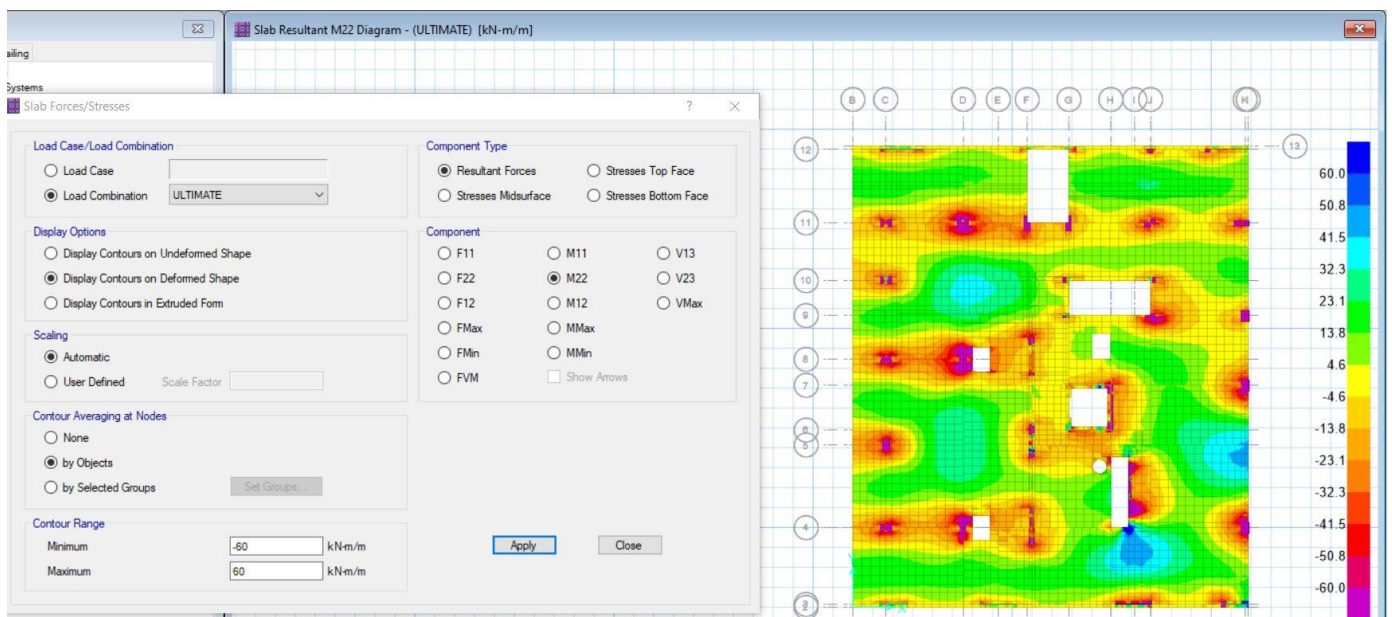 Slab Resultant M22 Diagram - (ULTIMATE) [kN-m/m]
ailing
Systems
Slab Forces/Stresses
?
Load Case/Load Combination
Load Case
Load Combination
ULTIMATE
Display Options
Display Contours on Undeformed Shape
Display Contours on Deformed Shape
Display Contours in Extruded Form
Scaling
Automatic
User Defined
Scale Factor
Contour Averaging at Nodes
None
by Objects
by Selected Groups
Set Groups...
Contour Range
Minimum
-60
kN-m/m
Maximum
60
kN-m/m
Component Type
Resultant Forces
Stresses Top Face
Stresses Midsurface
Stresses Bottom Face
Component
F11
M11
V13
F22
M22
V23
F12
M12
VMax
FMax
MMax
FMin
MMin
FVM
Show Arrows
Apply
Close
B
C
D
E
F
G
H
I
J
12
13
11
10
9
8
7
6
5
4
2
X
60.0
50.8
41.5
32.3
23.1
13.8
4.6
-4.6
-13.8
-23.1
-32.3
-41.5
-50.8
-60.0